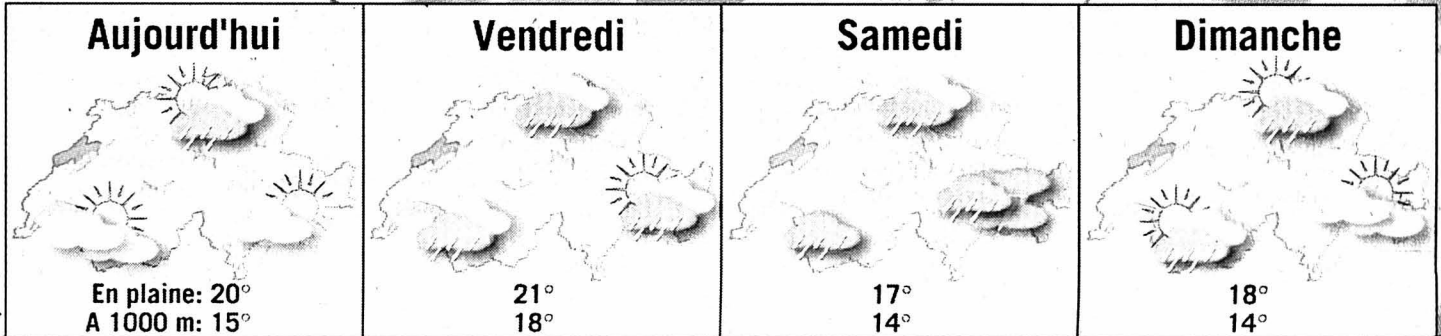 Aujourd'hui
En plaine: 20°
A 1000 m: 15°
Vendredi
21°
18°
Samedi
17°
14°
Dimanche
18°
14°